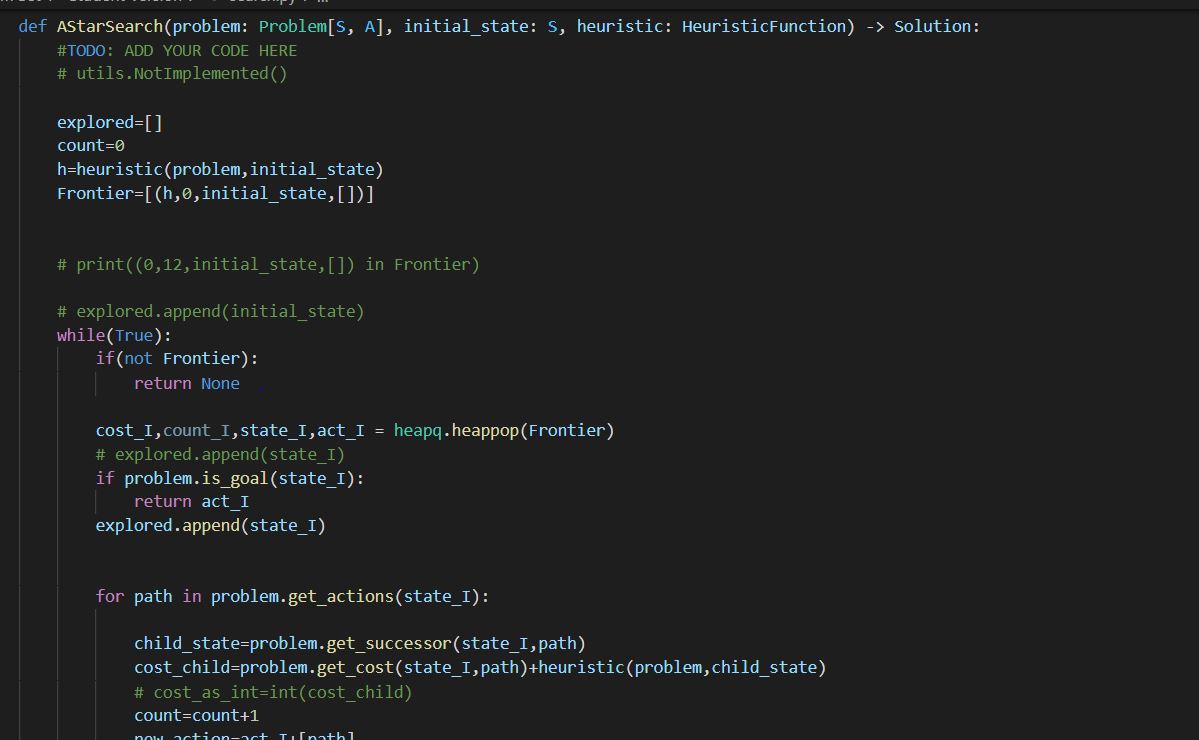 def AStarSearch(problem: Problem[S, A], initial_state: S, heuristic: HeuristicFunction) -> Solution:
    #TODO: ADD YOUR CODE HERE
    # utils.NotImplemented()

    explored=[]
    count=0
    h=heuristic(problem,initial_state)
    Frontier=[(h,0,initial_state,[])]


    # print((0,12,initial_state,[]) in Frontier)

    # explored.append(initial_state)
    while(True):
        if(not Frontier):
            return None

        cost_I,count_I,state_I,act_I = heapq.heappop(Frontier)
        # explored.append(state_I)
        if problem.is_goal(state_I):
            return act_I
        explored.append(state_I)


        for path in problem.get_actions(state_I):

            child_state=problem.get_successor(state_I,path)
            cost_child=problem.get_cost(state_I,path)+heuristic(problem,child_state)
            # cost_as_int=int(cost_child)
            count=count+1
            new_action=act_I+[path]